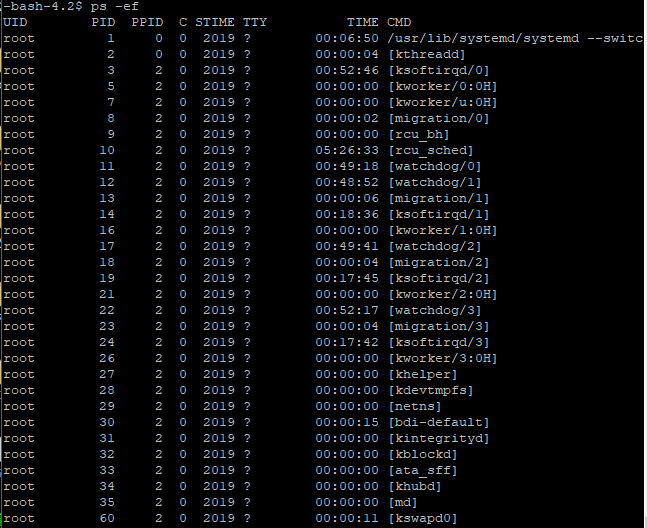 -bash-4.2$ ps -ef
UID PID PPID C STIME TTY TIME CMD
root 1 0 0 2019 ? 00:06:50 /usr/lib/systemd/systemd --switc
root 2 0 0 2019 ? 00:00:04 [kthreadd]
root 3 2 0 2019 ? 00:52:46 [ksoftirqd/0]
root 5 2 0 2019 ? 00:00:00 [kworker/0:0H]
root 7 2 0 2019 ? 00:00:00 [kworker/u:0H]
root 8 2 0 2019 ? 00:00:02 [migration/0]
root 9 2 0 2019 ? 00:00:00 [rcu_bh]
root 10 2 0 2019 ? 05:26:33 [rcu_sched]
root 11 2 0 2019 ? 00:49:18 [watchdog/0]
root 12 2 0 2019 ? 00:48:52 [watchdog/1]
root 13 2 0 2019 ? 00:00:06 [migration/1]
root 14 2 0 2019 ? 00:18:36 [ksoftirqd/1]
root 16 2 0 2019 ? 00:00:00 [kworker/1:0H]
root 17 2 0 2019 ? 00:49:41 [watchdog/2]
root 18 2 0 2019 ? 00:00:04 [migration/2]
root 19 2 0 2019 ? 00:17:45 [ksoftirqd/2]
root 21 2 0 2019 ? 00:00:00 [kworker/2:0H]
root 22 2 0 2019 ? 00:52:17 [watchdog/3]
root 23 2 0 2019 ? 00:00:04 [migration/3]
root 24 2 0 2019 ? 00:17:42 [ksoftirqd/3]
root 26 2 0 2019 ? 00:00:00 [kworker/3:0H]
root 27 2 0 2019 ? 00:00:00 [khelper]
root 28 2 0 2019 ? 00:00:00 [kdevtmpfs]
root 29 2 0 2019 ? 00:00:00 [netns]
root 30 2 0 2019 ? 00:00:15 [bdi-default]
root 31 2 0 2019 ? 00:00:00 [kintegrityd]
root 32 2 0 2019 ? 00:00:00 [kblockd]
root 33 2 0 2019 ? 00:00:00 [ata_sff]
root 34 2 0 2019 ? 00:00:00 [khubd]
root 35 2 0 2019 ? 00:00:00 [md]
root 60 2 0 2019 ? 00:00:11 [kswapd0]